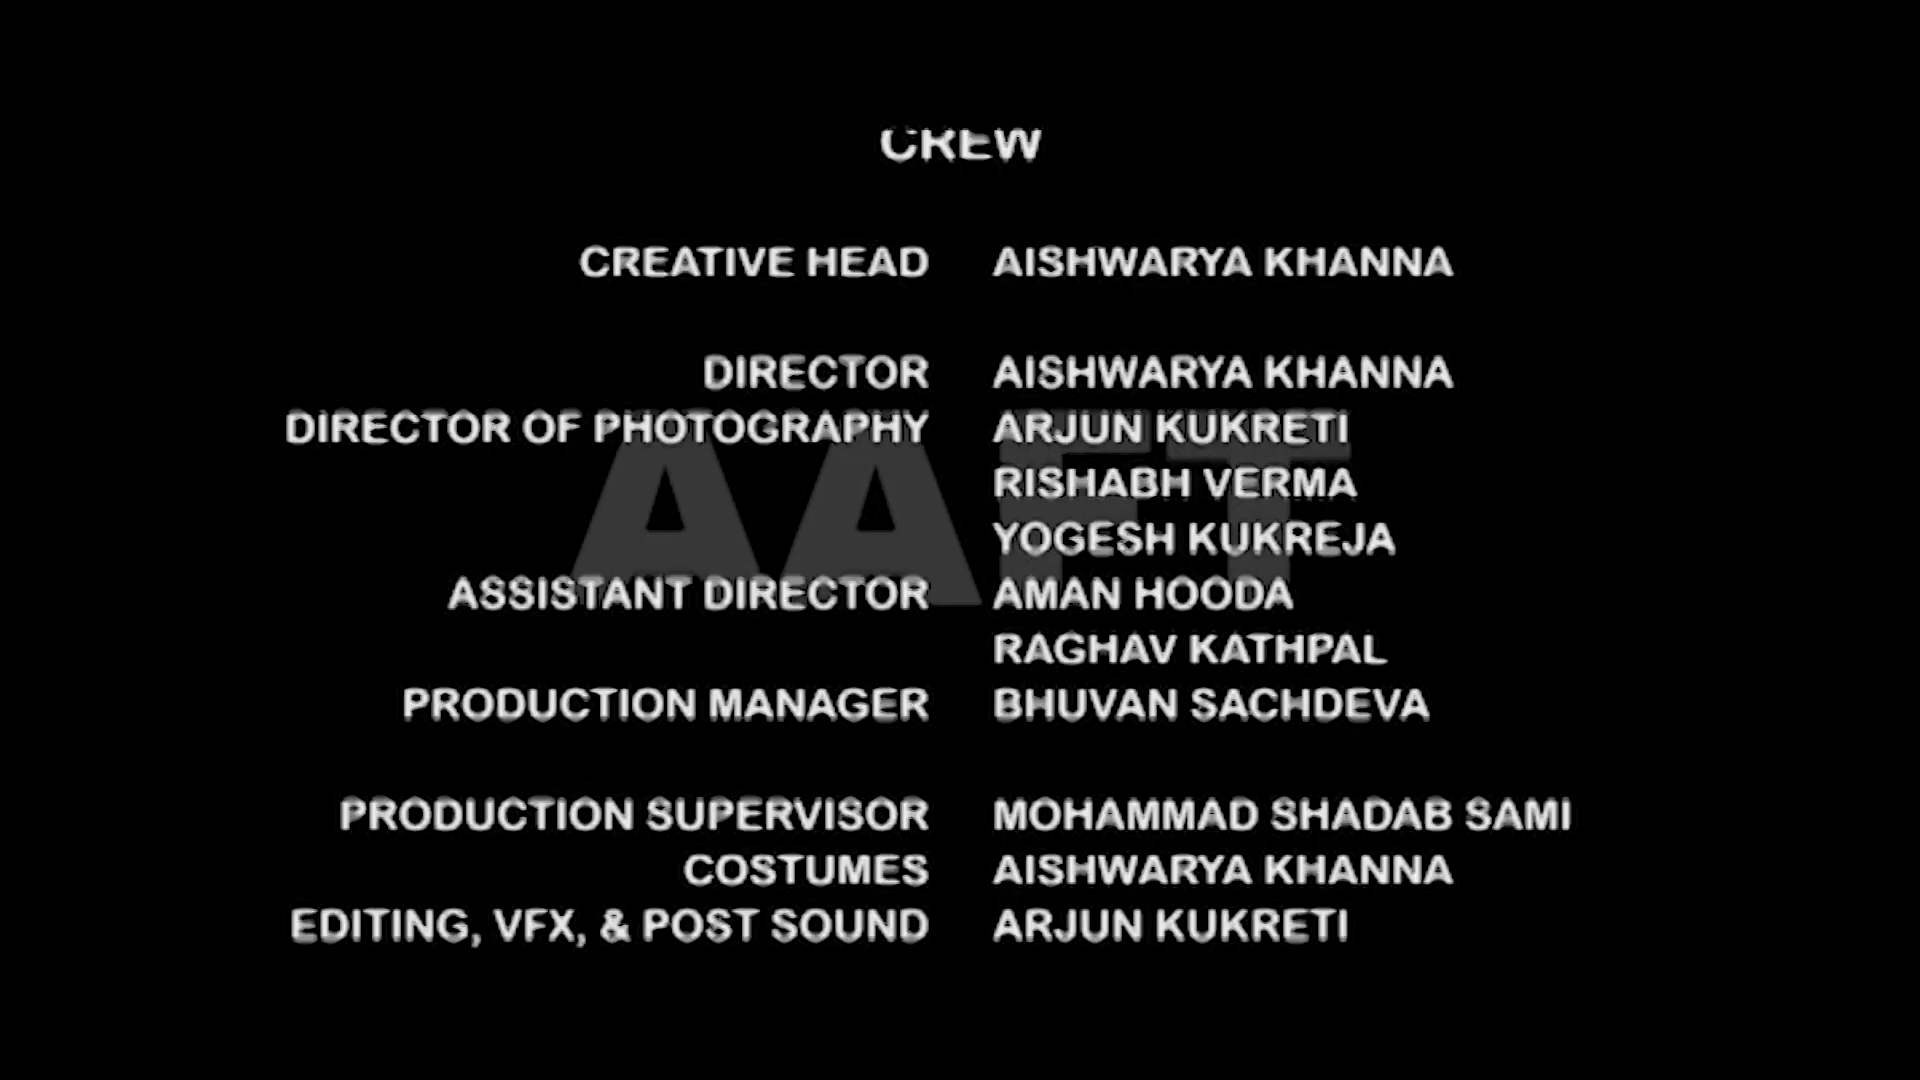 CREW
CREATIVE HEAD AISHWARYA KHANNA
DIRECTOR AISHWARYA KHANNA
DIRECTOR OF PHOTOGRAPHY ARJUN KUKRETI
RISHABH VERMA
YOGESH KUKREJA
AAFT
ASSISTANT DIRECTOR AMAN HOODA
RAGHAV KATHPAL
PRODUCTION MANAGER BHUVAN SACHDEVA
PRODUCTION SUPERVISOR MOHAMMAD SHADAB SAMI
COSTUMES AISHWARYA KHANNA
EDITING, VFX, & POST SOUND ARJUN KUKRETI